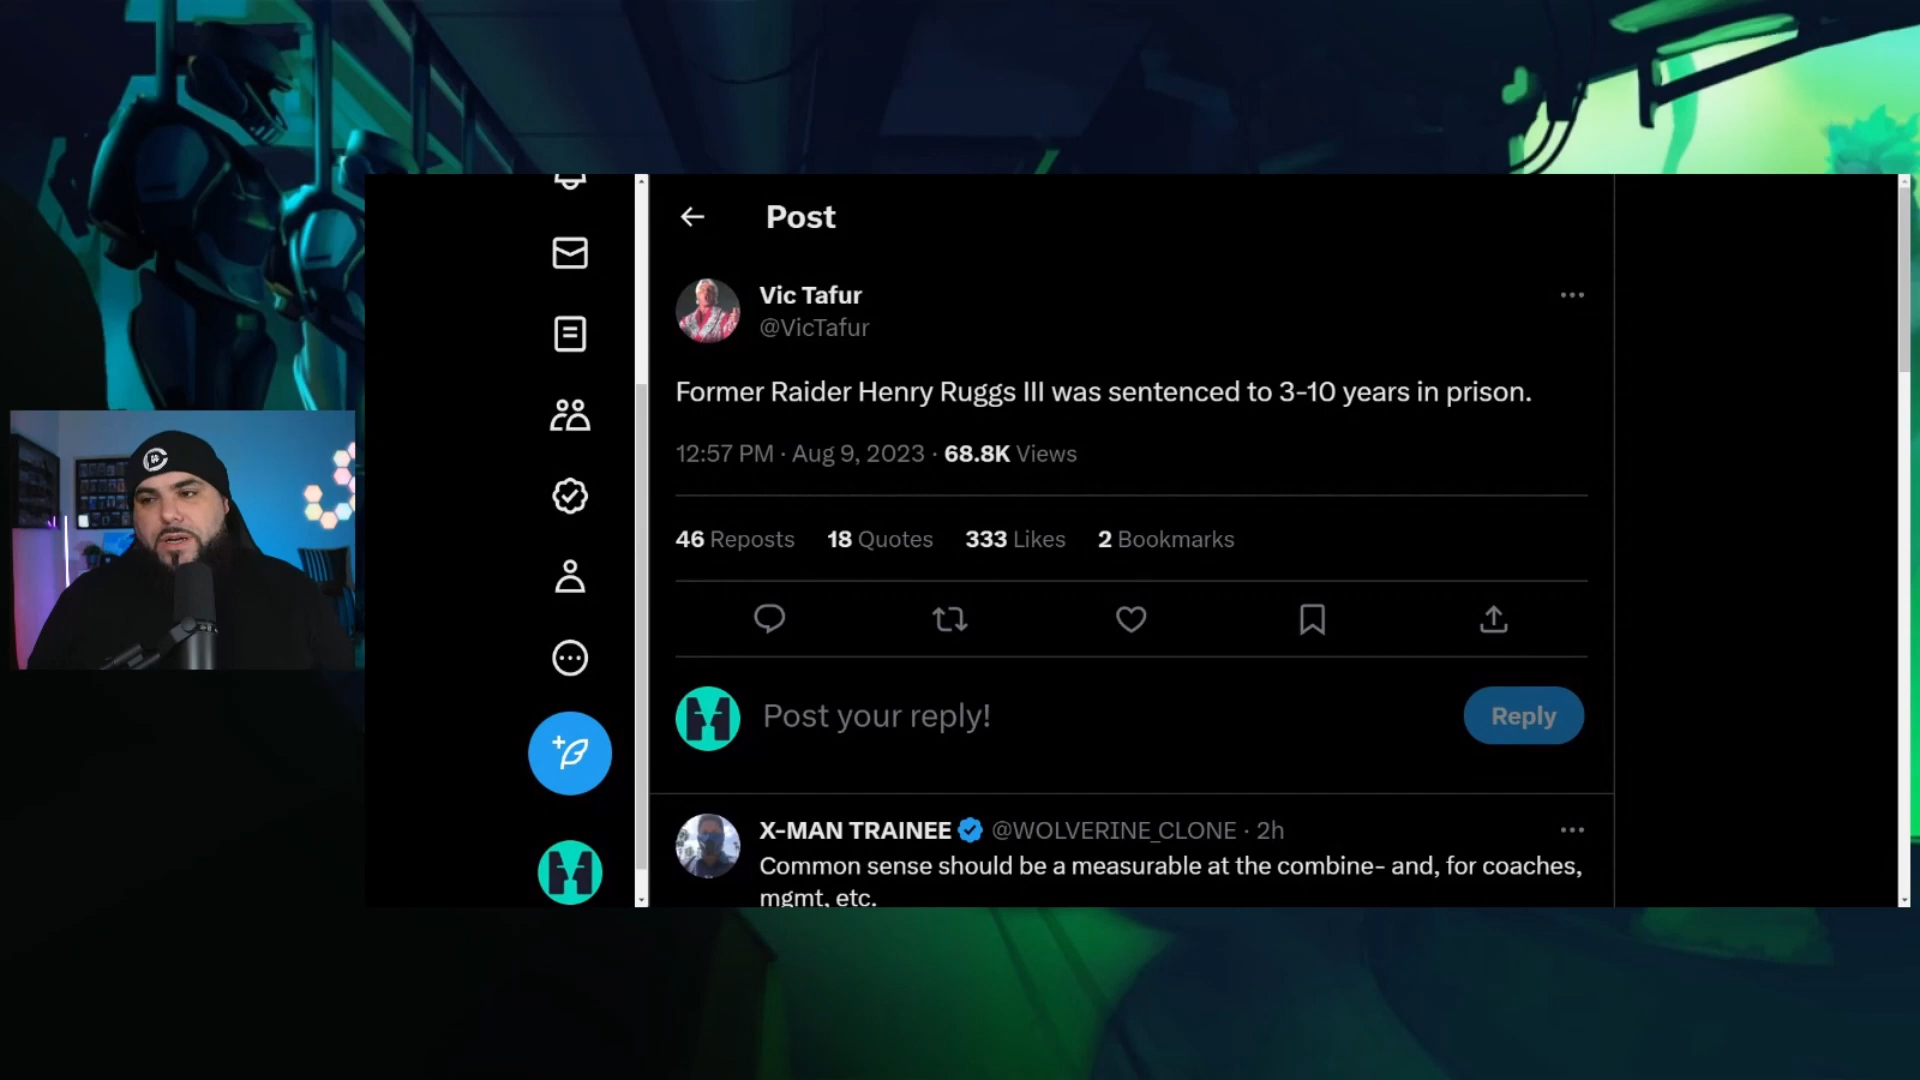 Post
Vic Tafur
@VicTafur
Former Raider Henry Ruggs III was sentenced to 3-10 years in prison.
12:57 PM · Aug 9, 2023 · 68.8K Views
46 Reposts 18 Quotes 333 Likes 2 Bookmarks
Post your reply!
Reply
X-MAN TRAINEE @WOLVERINE_CLONE · 2h
Common sense should be a measurable at the combine- and, for coaches,
mgmt, etc.